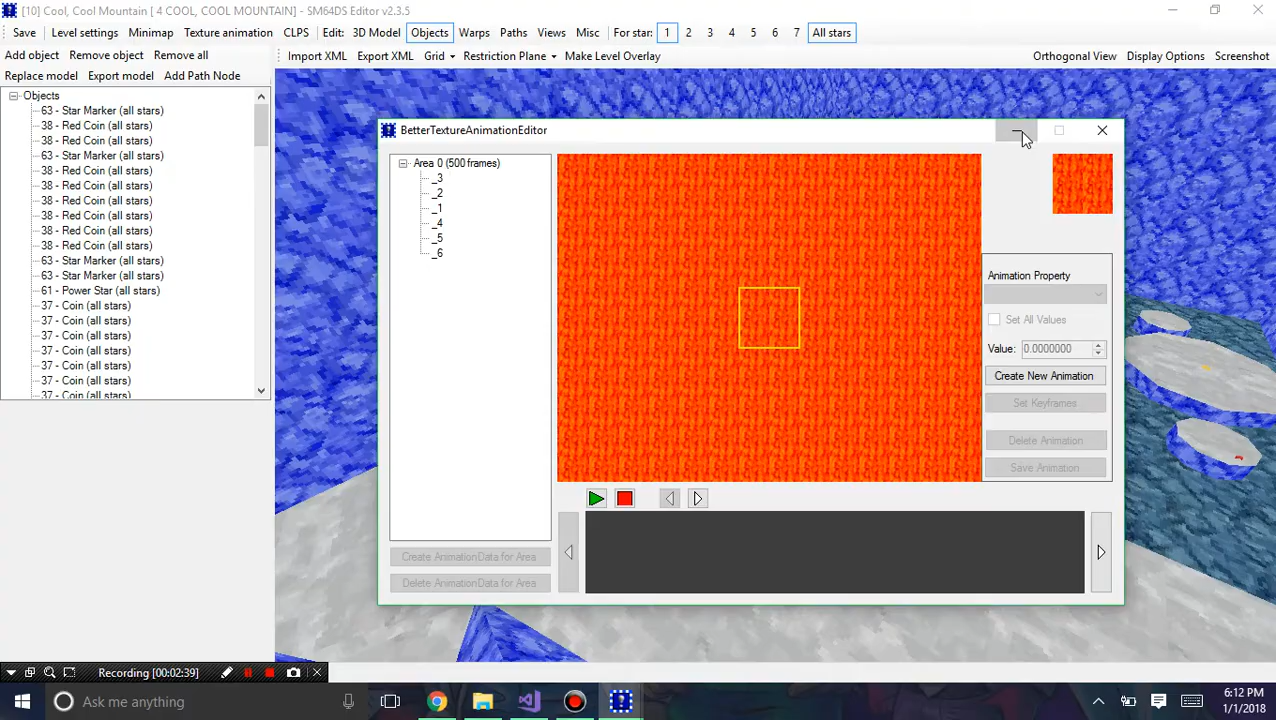 [10] Cool, Cool Mountain [ 4 COOL, COOL MOUNTAIN] - SM64DS Editor v2.3.5
Save Level settings Minimap Texture animation CLPS Edit: 3D Model Objects Warps Paths Views Misc For star: 1 2 3 4 5 6 7 All stars
Add object Remove object Remove all Import XML Export XML Grid Restriction Plane Make Level Overlay Orthogonal View Display Options Screenshot
Replace model Export model Add Path Node
Objects
63 - Star Marker (all stars)
38 - Red Coin (all stars)
38 - Red Coin (all stars)
63 - Star Marker (all stars)
38 - Red Coin (all stars)
38 - Red Coin (all stars)
38 - Red Coin (all stars)
38 - Red Coin (all stars)
38 - Red Coin (all stars)
38 - Red Coin (all stars)
63 - Star Marker (all stars)
63 - Star Marker (all stars)
61 - Power Star (all stars)
37 - Coin (all stars)
37 - Coin (all stars)
37 - Coin (all stars)
37 - Coin (all stars)
37 - Coin (all stars)
37 - Coin (all stars)
37 - Coin (all stars)
BetterTextureAnimationEditor
Area 0 (500 frames)
_3
_2
_1
_4
_5
_6
Create AnimationData for Area
Delete AnimationData for Area
Animation Property
Set All Values
Value: 0.0000000
Create New Animation
Set Keyframes
Delete Animation
Save Animation
Recording [00:02:39]
Ask me anything
6:12 PM
1/1/2018